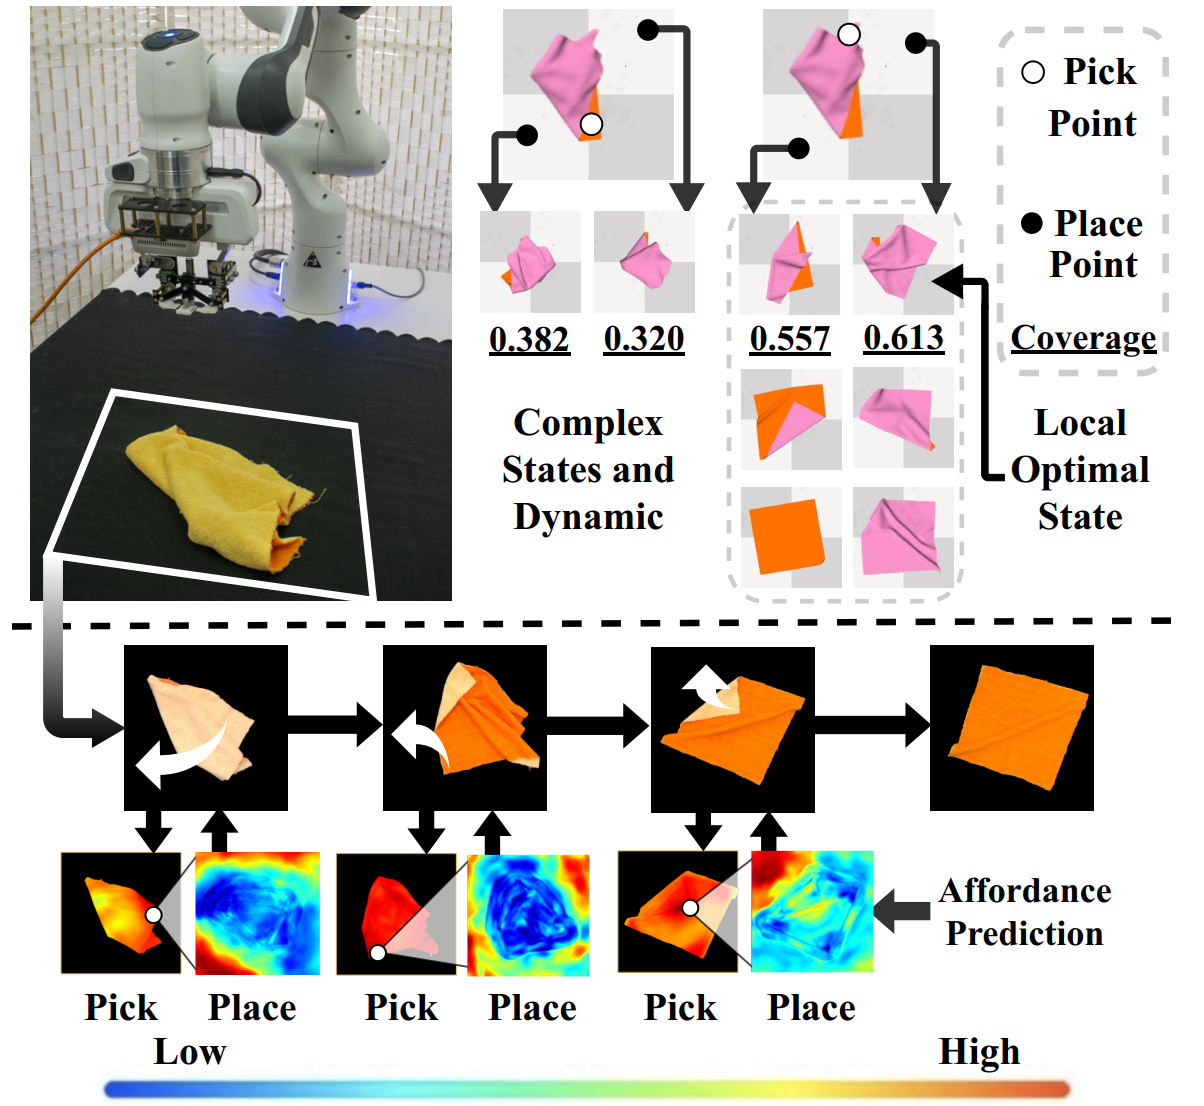 Pick
Point
Place
Point
Coverage
0.382
0.320
0.557
0.613
Complex
States and
Dynamic
Local
Optimal
State
Affordance
Prediction
Pick
Place
Pick
Place
Pick
Place
Low
High